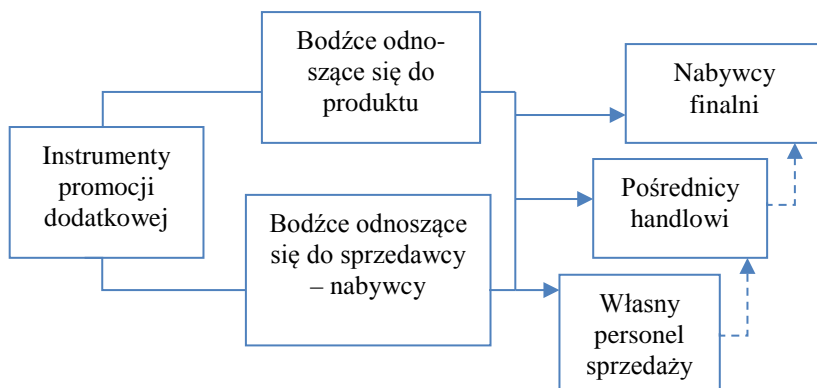 Instrumenty
promocji
dodatkowej
Bodźce odno-
szące się do
produktu
Bodźce odnoszące
się do sprzedawcy
– nabywcy
Nabywcy
finalni
Pośrednicy
handlowi
Własny
personel
sprzedaży